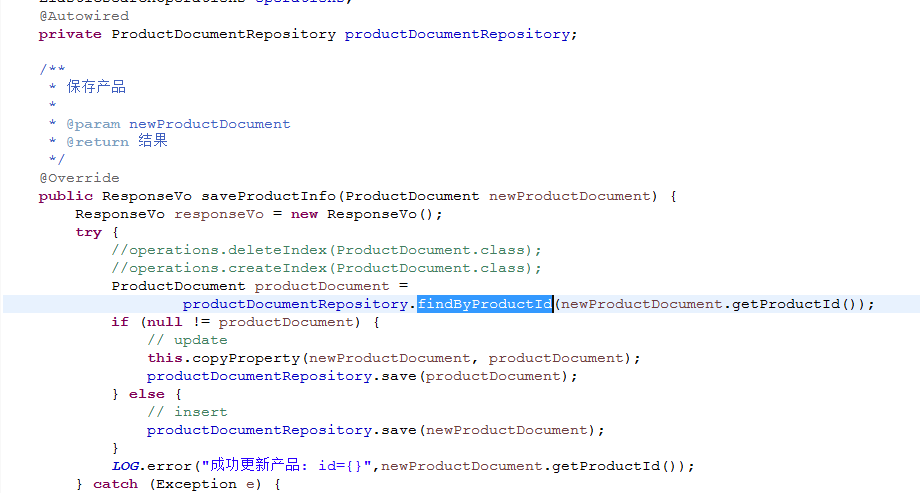 @Autowired
private ProductDocumentRepository productDocumentRepository;
/**
* 保存产品
*
* @param newProductDocument
* @return 结果
*/
@Override
public ResponseVo saveProductInfo(ProductDocument newProductDocument) {
ResponseVo responseVo = new ResponseVo();
try {
//operations.deleteIndex(ProductDocument.class);
//operations.createIndex(ProductDocument.class);
ProductDocument productDocument =
productDocumentRepository.findByProductId(newProductDocument.getProductId());
if (null != productDocument) {
// update
this.copyProperty(newProductDocument, productDocument);
productDocumentRepository.save(productDocument);
} else {
// insert
productDocumentRepository.save(newProductDocument);
}
LOG.error("成功更新产品: id={}",newProductDocument.getProductId());
} catch (Exception e) {